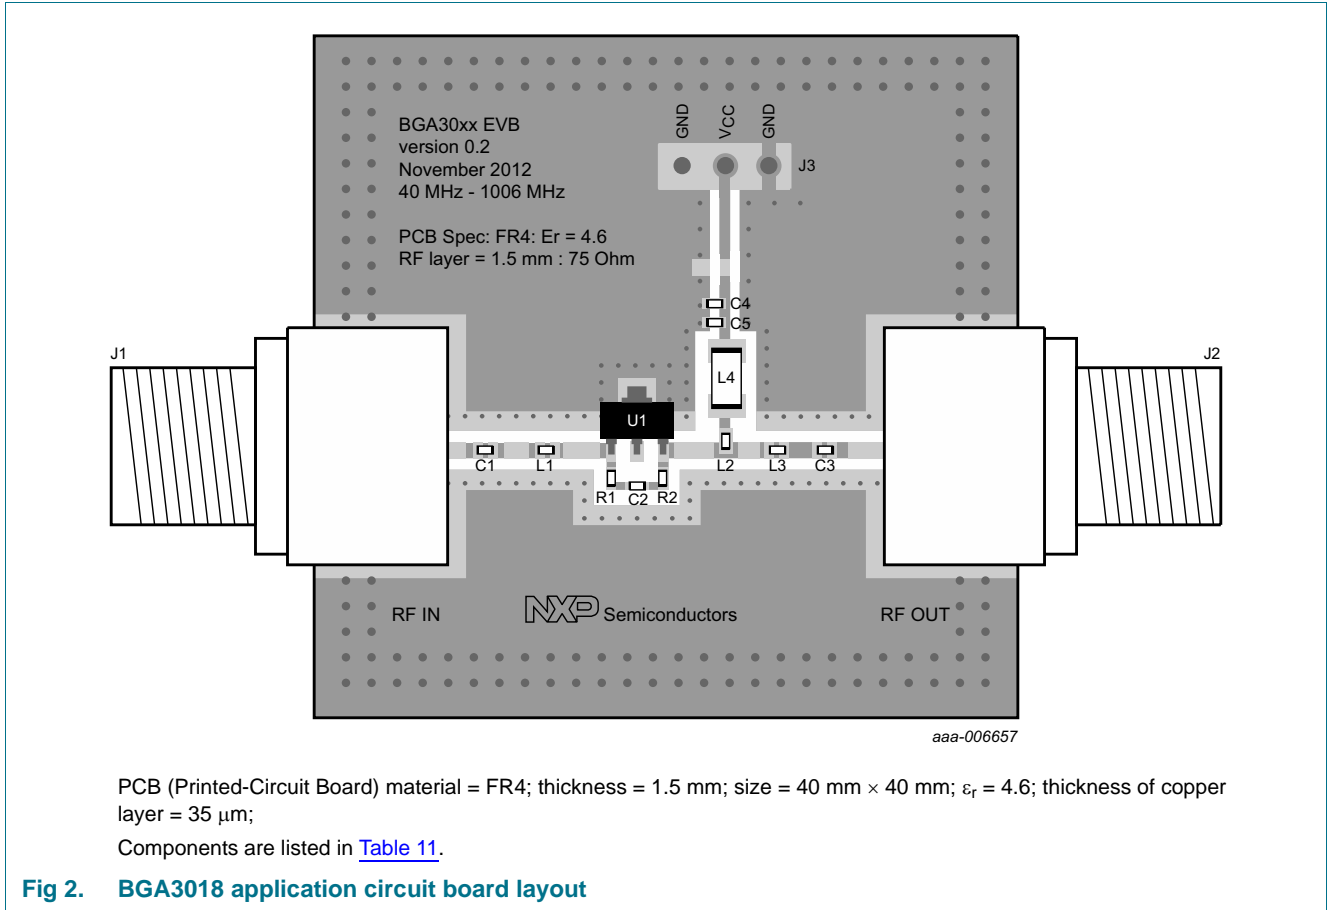 GND
VCC
GND
BGA30xx EVB
version 0.2
November 2012
40 MHz - 1006 MHz
J3
PCB Spec: FR4: Er = 4.6
RF layer = 1.5 mm : 75 Ohm
C4
C5
J1
J2
L4
U1
C1
L1
L2
L3
C3
R1
C2
R2
RF IN
NXP Semiconductors
RF OUT
aaa-006657
PCB (Printed-Circuit Board) material = FR4; thickness = 1.5 mm; size = 40 mm × 40 mm; εr = 4.6; thickness of copper
layer = 35 μm;
Components are listed in Table 11.
Fig 2. BGA3018 application circuit board layout